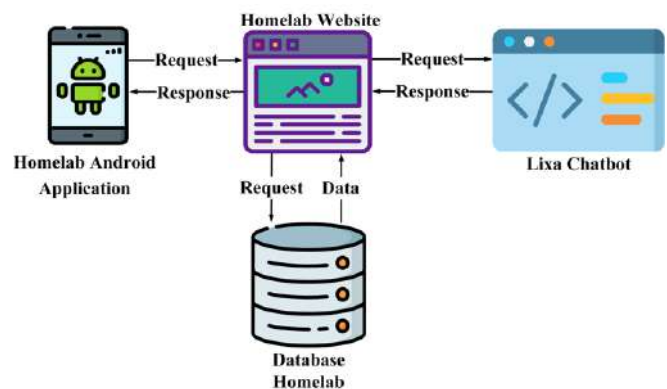 Homelab Website
Request
Request
Response
Response
Homelab Android
Application
Lixa Chatbot
Request
Data
Database
Homelab